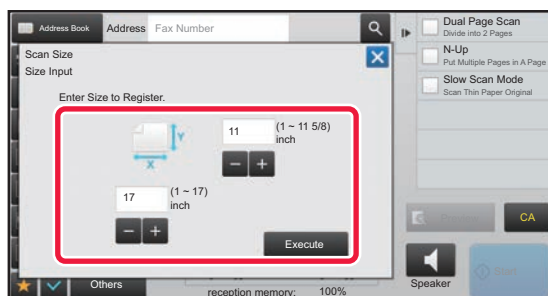 Address Book
Address
Fax Number
Dual Page Scan
Divide into 2 Pages
N-Up
Put Multiple Pages in A Page
Slow Scan Mode
Scan Thin Paper Original
Scan Size
Size Input
Enter Size to Register.
Y
X
11
(1 ~ 11 5/8)
inch
17
(1 ~ 17)
inch
Execute
CA
Others
reception memory:
100%
Speaker
Start